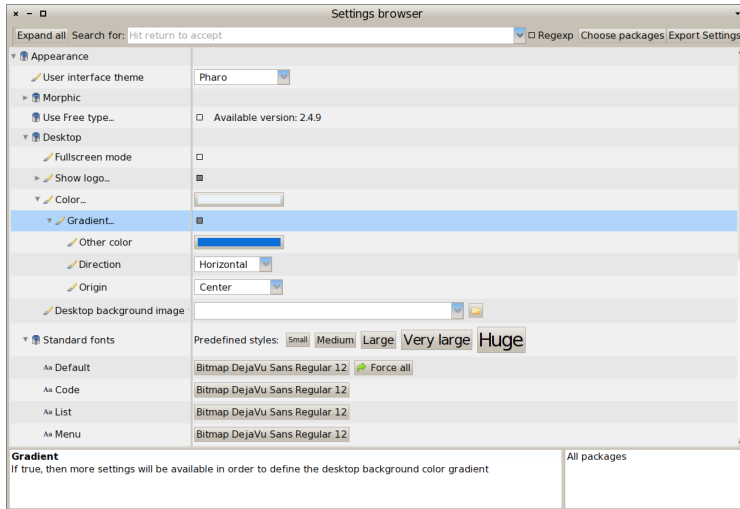 Settings browser
Expand all Search for: Hit return to accept Regexp Choose packages Export Settings
Appearance
User interface theme Pharo
Morphic
Use Free type... Available version: 2.4.9
Desktop
Fullscreen mode
Show logo...
Color...
Gradient...
Other color
Direction Horizontal
Origin Center
Desktop background image
Standard fonts Predefined styles: Small Medium Large Very large Huge
Aa Default Bitmap DejaVu Sans Regular 12 Force all
Aa Code Bitmap DejaVu Sans Regular 12
Aa List Bitmap DejaVu Sans Regular 12
Aa Menu Bitmap DejaVu Sans Regular 12
Gradient
If true, then more settings will be available in order to define the desktop background color gradient
All packages